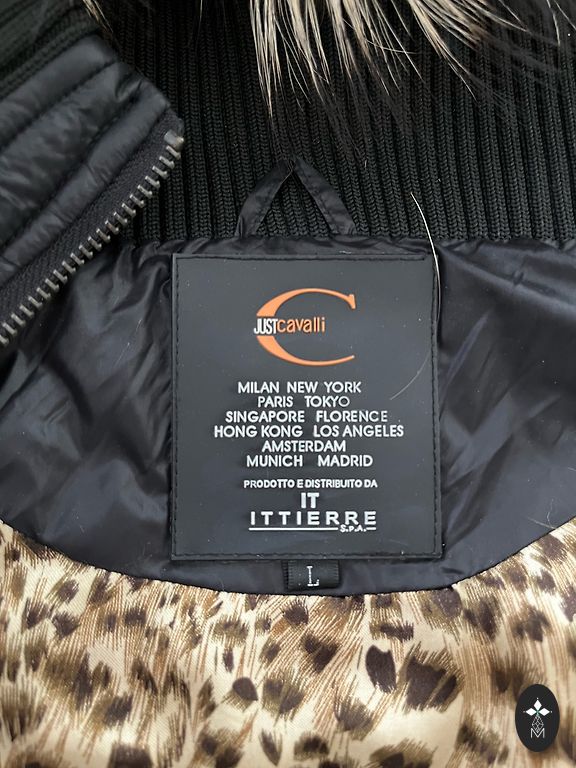 JUSTcavalli
MILAN NEW YORK
PARIS TOKYO
SINGAPORE FLORENCE
HONG KONG LOS ANGELES
AMSTERDAM
MUNICH MADRID
PRODOTTO E DISTRIBUITO DA
IT
ITTIERRE
S.P.A.
L
M